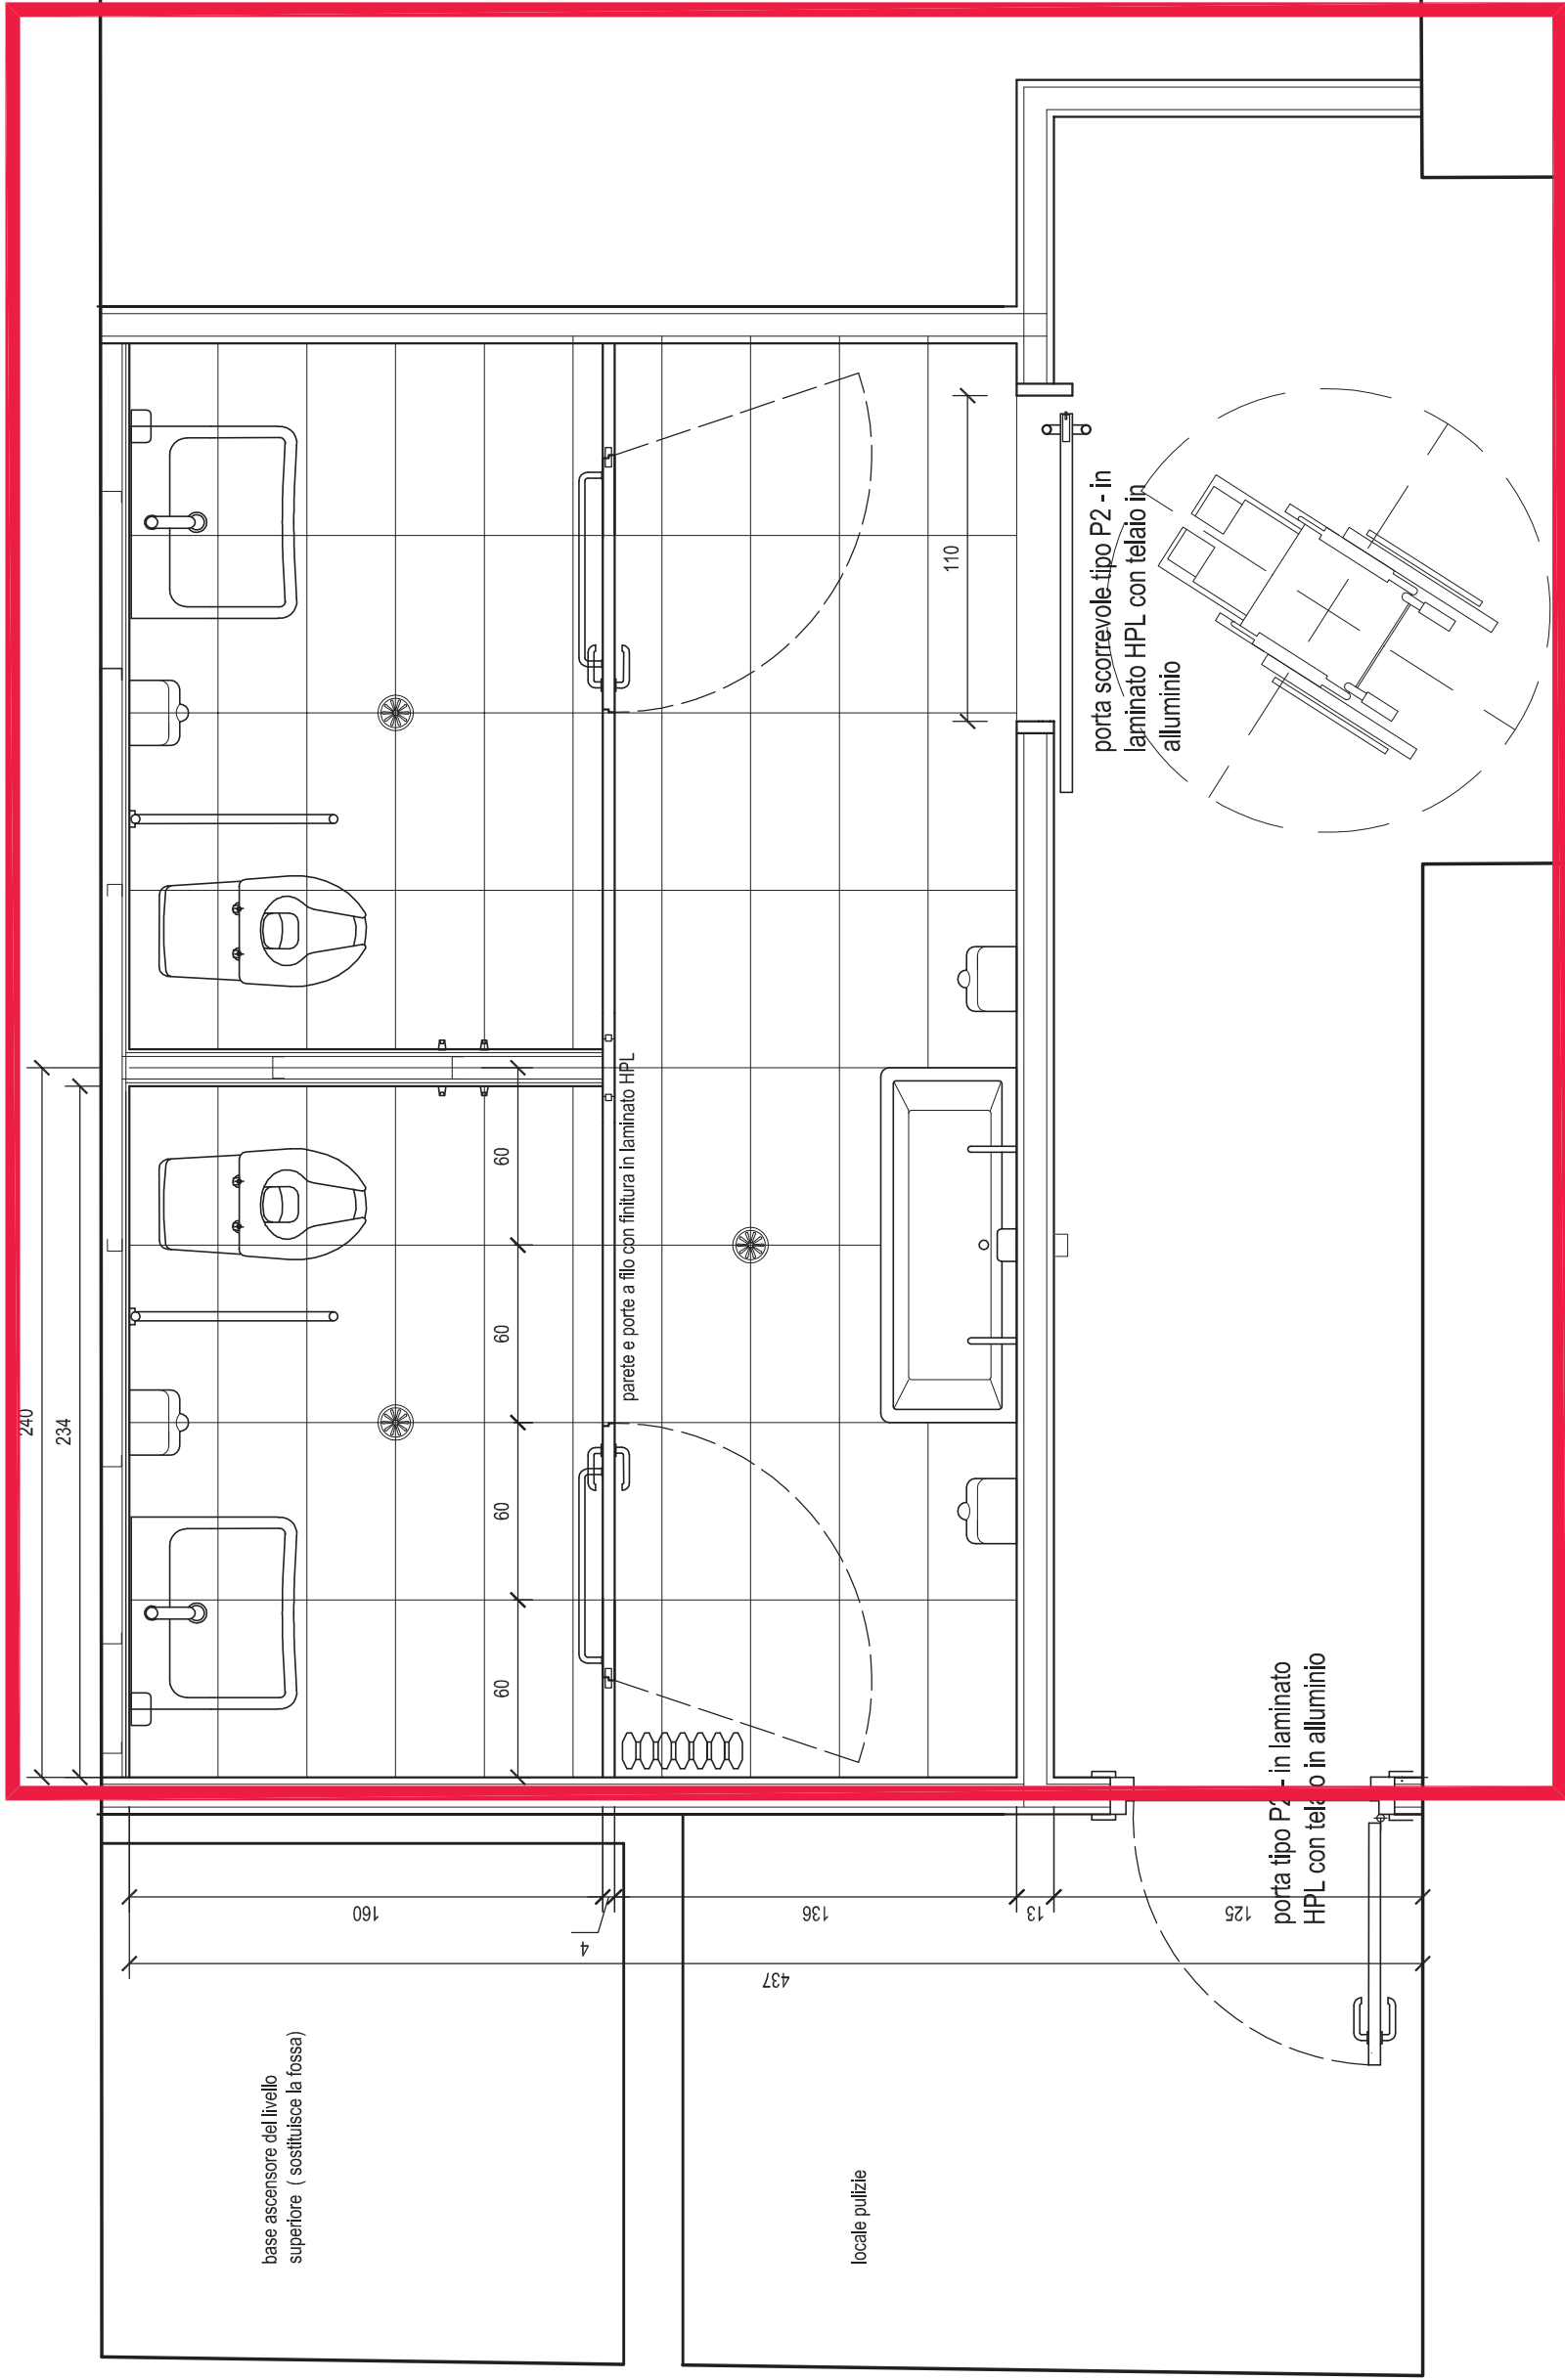 240
234
60
60
60
60
parete e porte a filo con finitura in laminato HPL
110
porta scorrevole tipo P2 - in
laminato HPL con telaio in
alluminio
porta tipo P2 - in laminato
HPL con telaio in alluminio
160
4
136
13
125
437
base ascensore del livello
superiore ( sostituisce la fossa)
locale pulizie